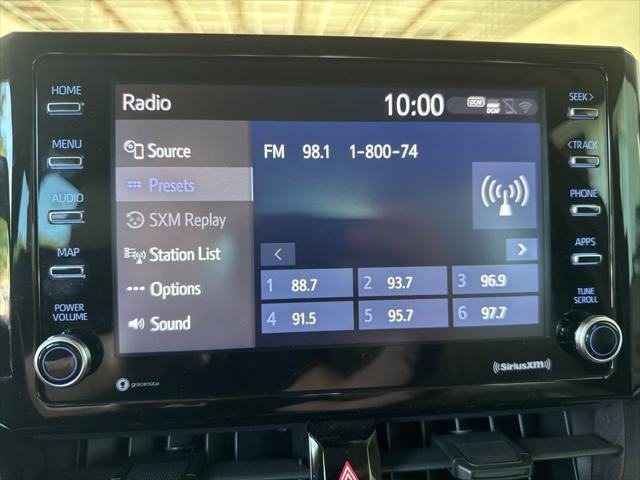 HOME
MENU
AUDIO
MAP
POWER
VOLUME
Radio
10:00
DCM
DCM
Source
Presets
SXM Replay
Station List
Options
Sound
FM 98.1 1-800-74
<
>
1 88.7
2 93.7
3 96.9
4 91.5
5 95.7
6 97.7
SEEK >
< TRACK
PHONE
APPS
TUNE
SCROLL
gracenote
SiriusXM